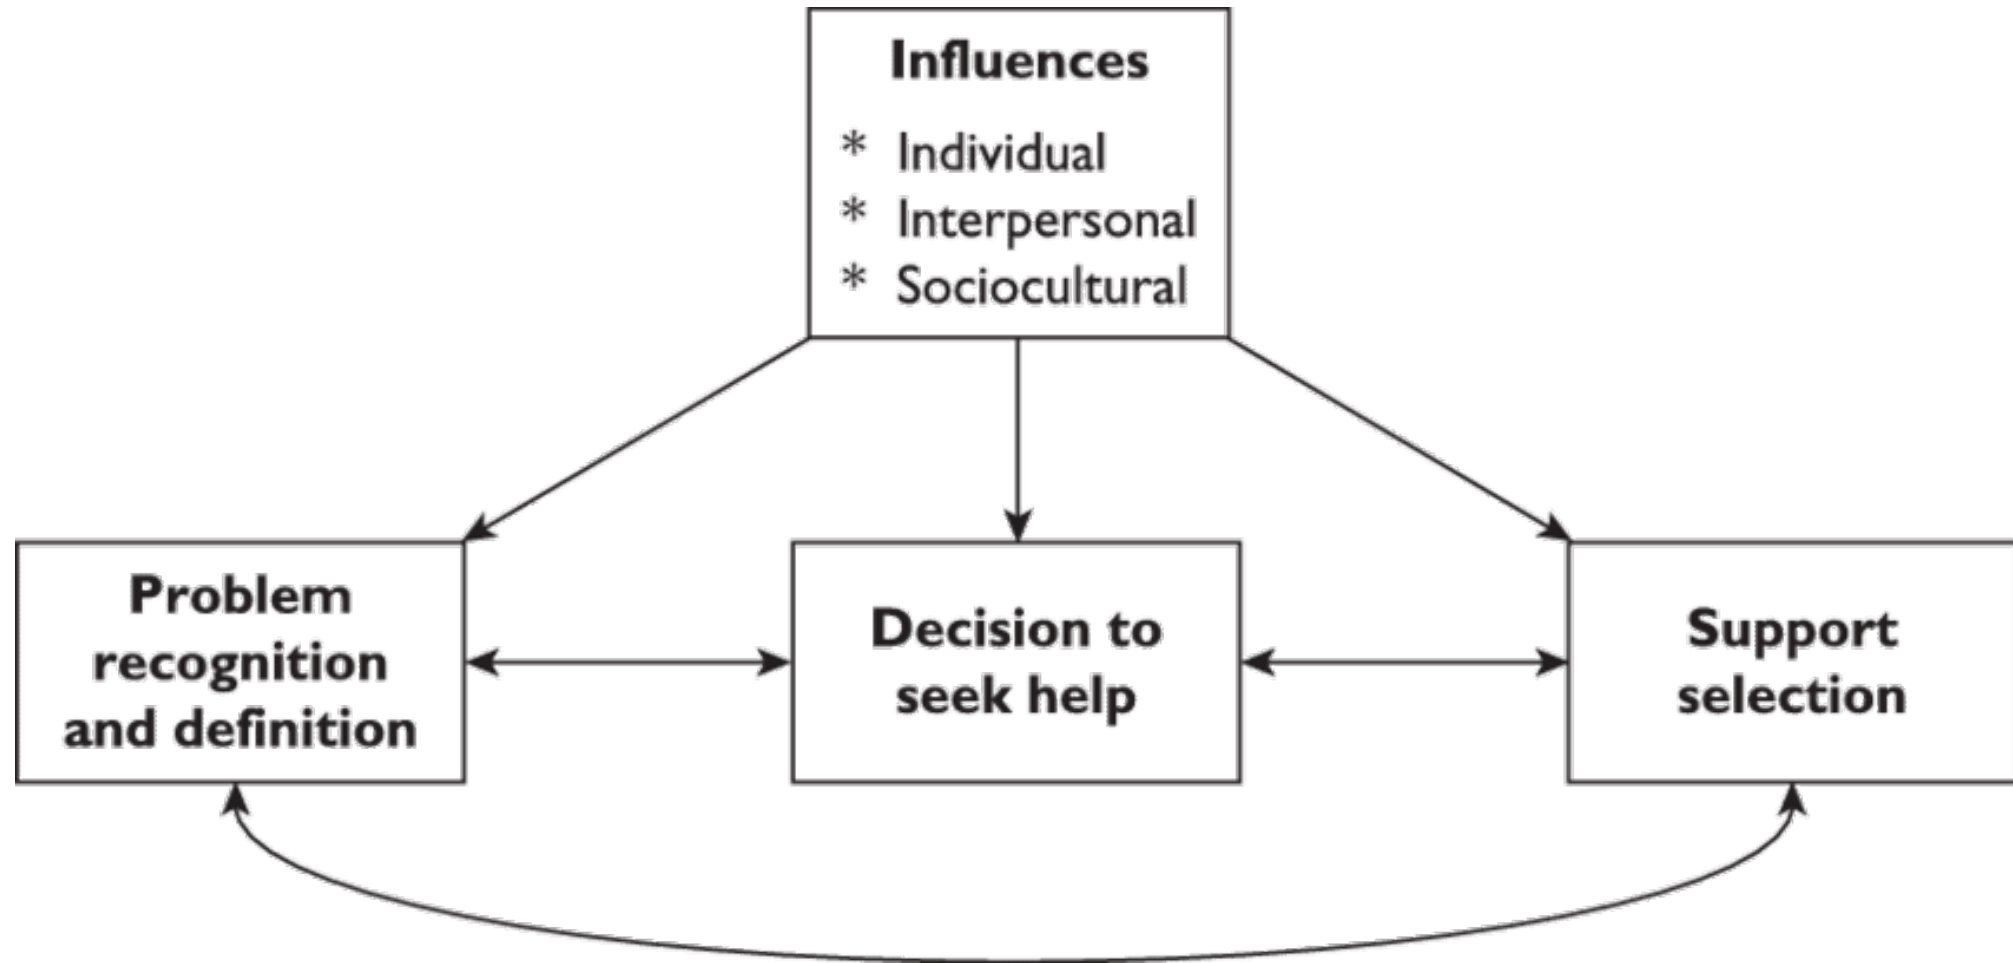 Influences
* Individual
* Interpersonal
* Sociocultural
Problem
recognition
and definition
Decision to
seek help
Support
selection